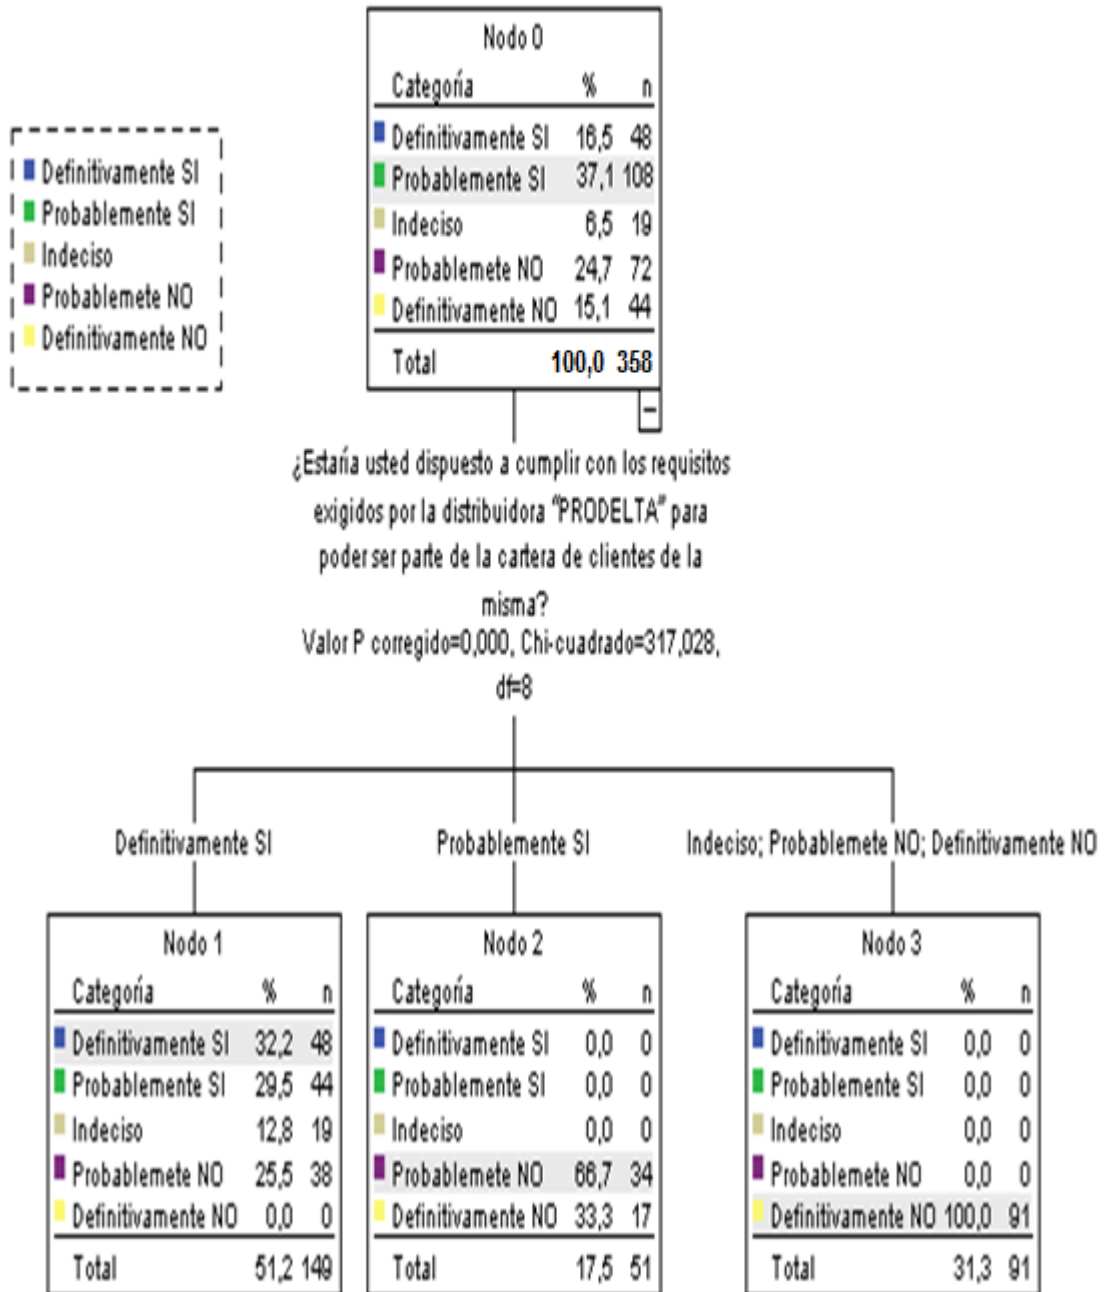 Definitivamente SI
Probablemente SI
Indeciso
Probablemete NO
Definitivamente NO
Nodo 0
Categoría % n
Definitivamente SI 16,5 48
Probablemente SI 37,1 108
Indeciso 6,5 19
Probablemete NO 24,7 72
Definitivamente NO 15,1 44
Total 100,0 358
¿Estaría usted dispuesto a cumplir con los requisitos
exigidos por la distribuidora "PRODELTA" para
poder ser parte de la cartera de clientes de la
misma?
Valor P corregido=0,000, Chi-cuadrado=317,028,
df=8
Definitivamente SI
Probablemente SI
Indeciso; Probablemete NO; Definitivamente NO
Nodo 1
Categoría % n
Definitivamente SI 32,2 48
Probablemente SI 29,5 44
Indeciso 12,8 19
Probablemete NO 25,5 38
Definitivamente NO 0,0 0
Total 51,2 149
Nodo 2
Categoría % n
Definitivamente SI 0,0 0
Probablemente SI 0,0 0
Indeciso 0,0 0
Probablemete NO 66,7 34
Definitivamente NO 33,3 17
Total 17,5 51
Nodo 3
Categoría % n
Definitivamente SI 0,0 0
Probablemente SI 0,0 0
Indeciso 0,0 0
Probablemete NO 0,0 0
Definitivamente NO 100,0 91
Total 31,3 91